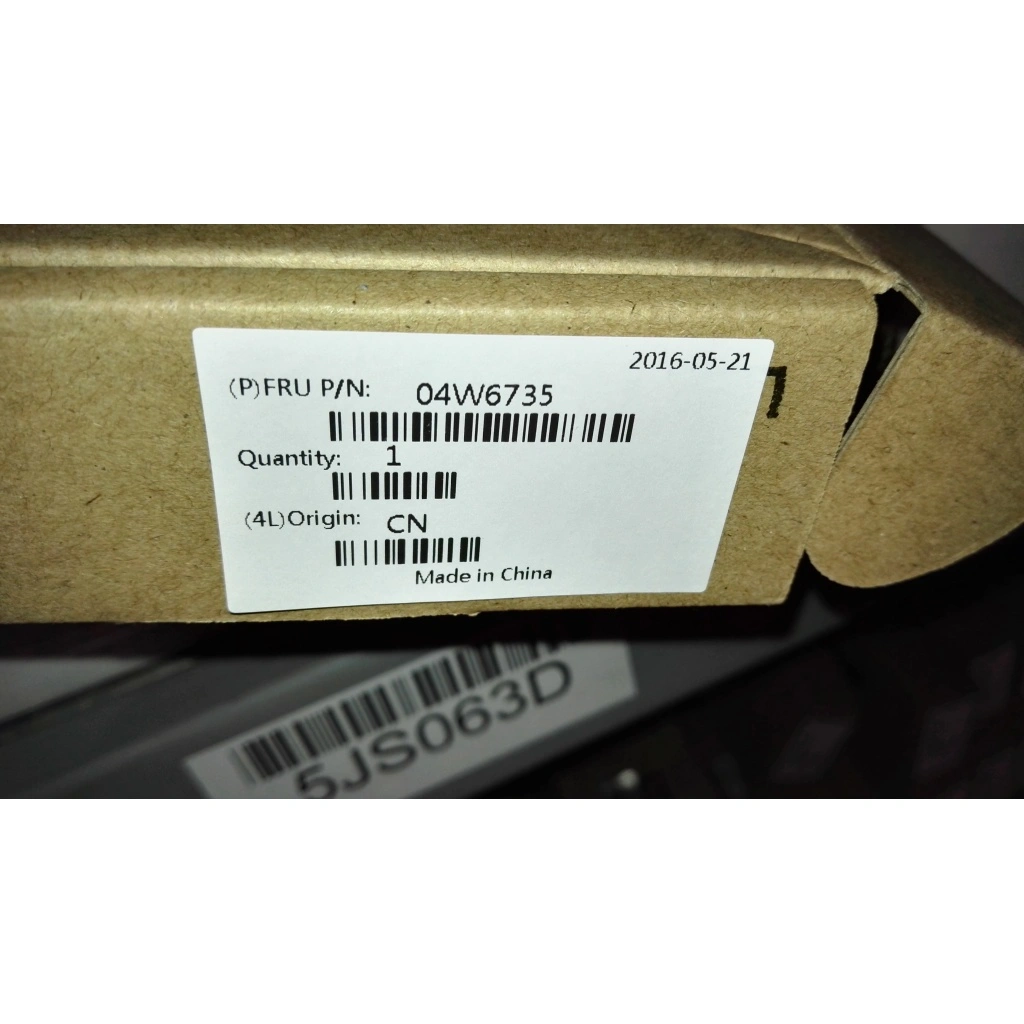 2016-05-21
(P)FRU P/N: 04W6735
Quantity: 1
(4L)Origin: CN
Made in China
5JS063D